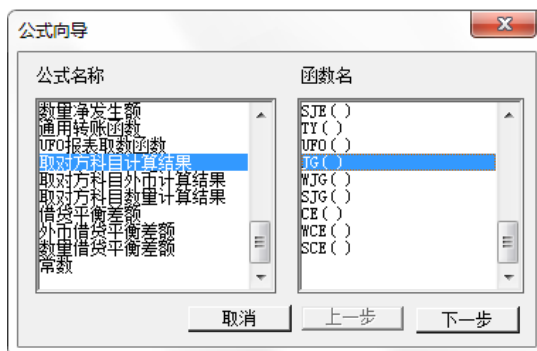 公式向导
公式名称
函数名
数里净发生额
通用转账函数
UFO报表取数函数
取对方科目计算结果
取对方科目外币计算结果
取对方科目数里计算结果
借贷平衡差额
外币借贷平衡差额
数里借贷平衡差额
常数
SJE( )
TY( )
UFO( )
JG( )
WJG( )
SJG( )
CE( )
WCE( )
SCE( )
取消
上一步
下一步